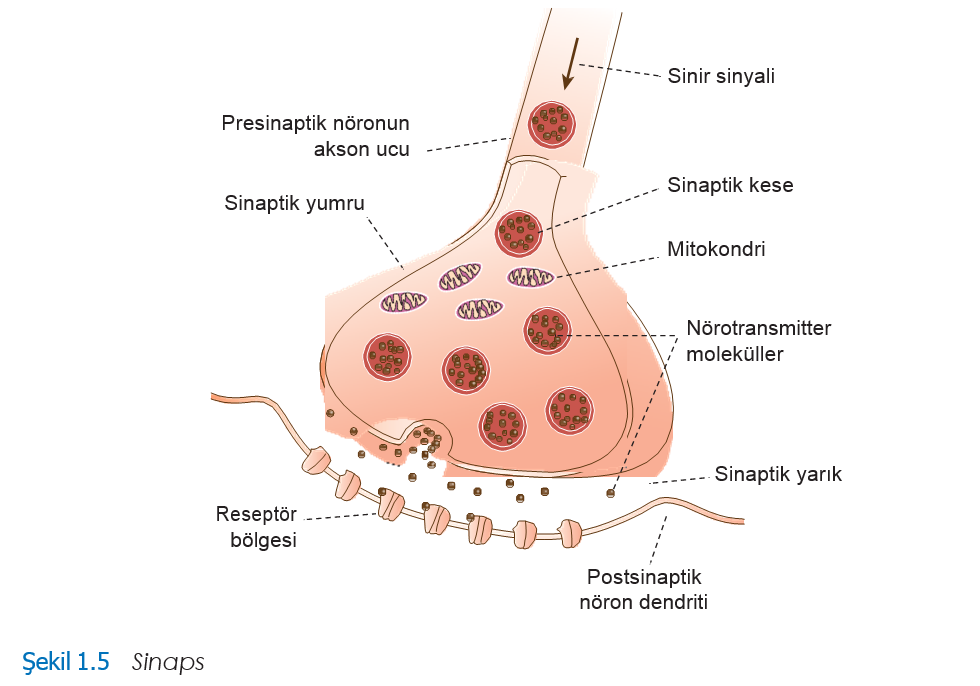 Sinir sinyali
Presinaptik nöronun
akson ucu
Sinaptik kese
Sinaptik yumru
Mitokondri
Nörotransmitter
moleküller
Sinaptik yarık
Reseptör
bölgesi
Postsinaptik
nöron dendriti
Şekil 1.5 Sinaps